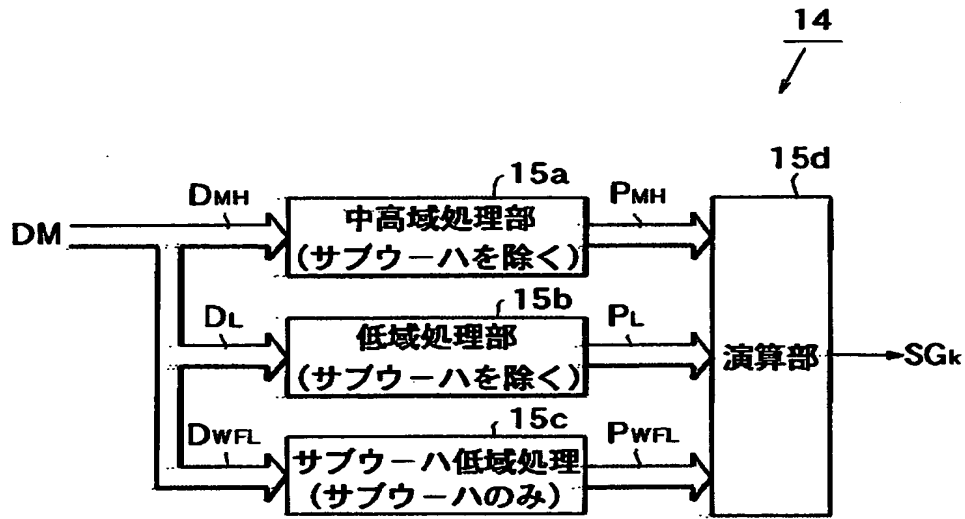 14
15a
15d
DMH
中高域処理部
(サブウーハを除く)
PMH
DM
15b
DL
低域処理部
(サブウーハを除く)
PL
演算部
SGk
15c
DWFL
サブウーハ低域処理
(サブウーハのみ)
PWFL